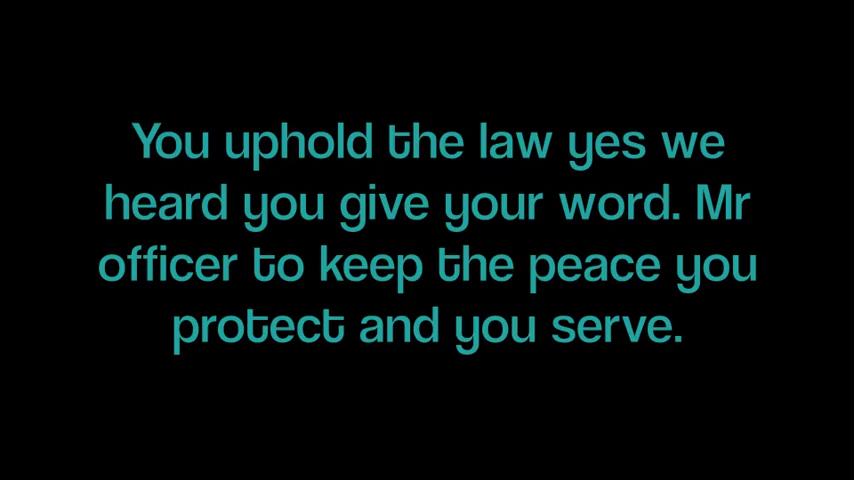 You uphold the law yes we
heard you give your word. Mr
officer to keep the peace you
protect and you serve.